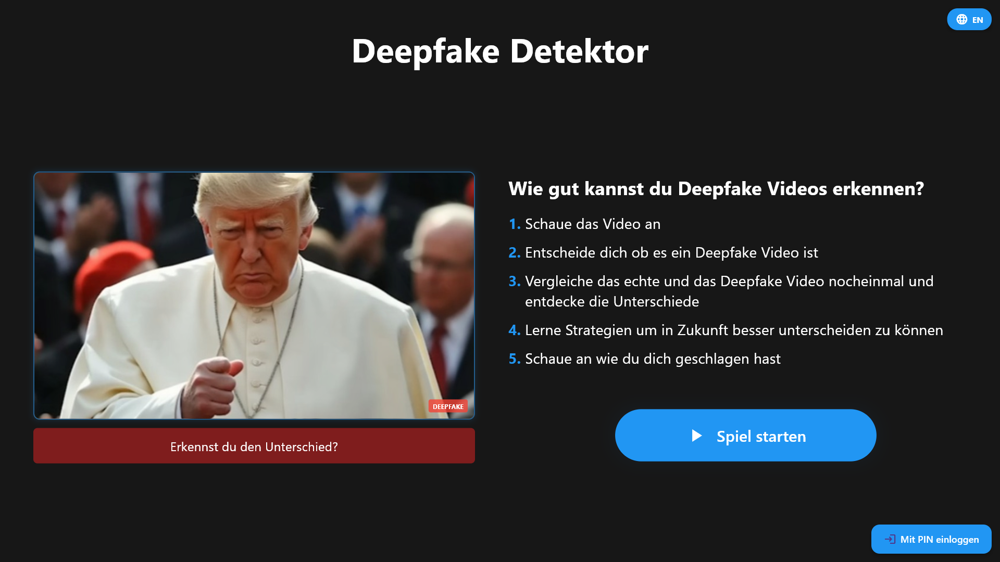 EN
Deepfake Detektor
DEEPFAKE
Erkennst du den Unterschied?
Wie gut kannst du Deepfake Videos erkennen?
1. Schaue das Video an
2. Entscheide dich ob es ein Deepfake Video ist
3. Vergleiche das echte und das Deepfake Video nocheinmal und
entdecke die Unterschiede
4. Lerne Strategien um in Zukunft besser unterscheiden zu können
5. Schaue an wie du dich geschlagen hast
Spiel starten
Mit PIN einloggen